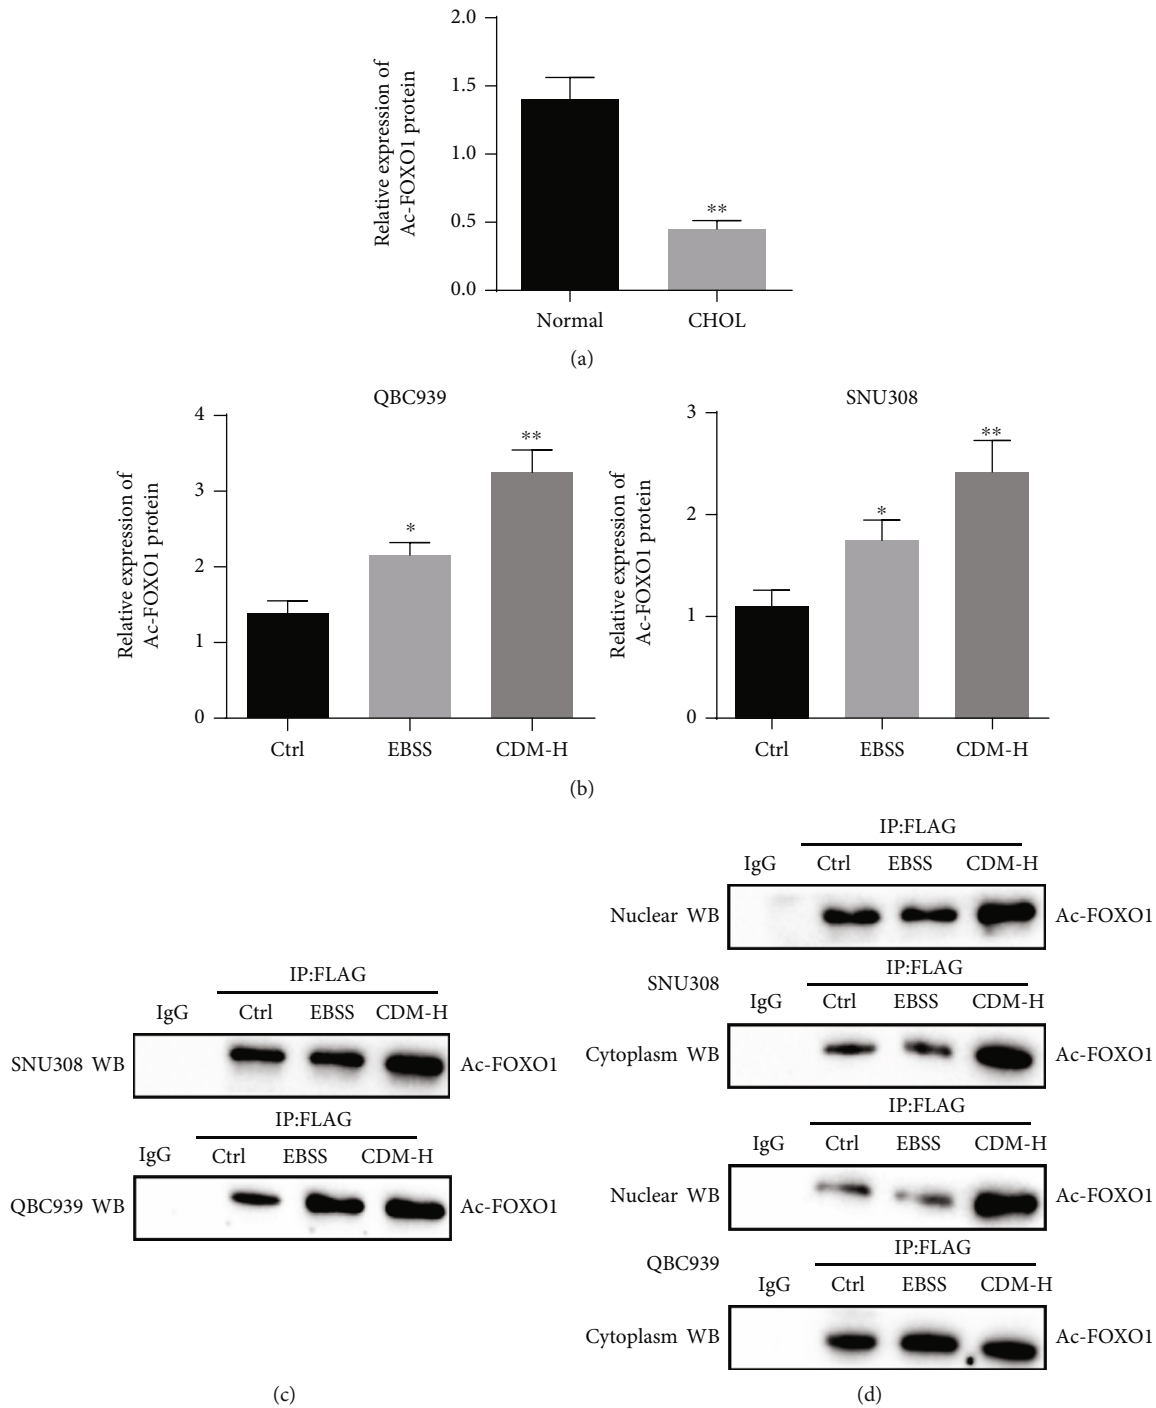 Relative expression of
Ac-FOXO1 protein
2.0
1.5
1.0
0.5
0.0
**
Normal CHOL
(a)
QBC939
Relative expression of
Ac-FOXO1 protein
4
3
2
1
0
*
**
Ctrl EBSS CDM-H
SNU308
Relative expression of
Ac-FOXO1 protein
3
2
1
0
*
**
Ctrl EBSS CDM-H
(b)
IP:FLAG
IgG Ctrl EBSS CDM-H
SNU308 WB Ac-FOXO1
IP:FLAG
IgG Ctrl EBSS CDM-H
QBC939 WB Ac-FOXO1
(c)
IP:FLAG
IgG Ctrl EBSS CDM-H
Nuclear WB Ac-FOXO1
SNU308
IP:FLAG
IgG Ctrl EBSS CDM-H
Cytoplasm WB Ac-FOXO1
IP:FLAG
IgG Ctrl EBSS CDM-H
Nuclear WB Ac-FOXO1
QBC939
IP:FLAG
IgG Ctrl EBSS CDM-H
Cytoplasm WB Ac-FOXO1
(d)